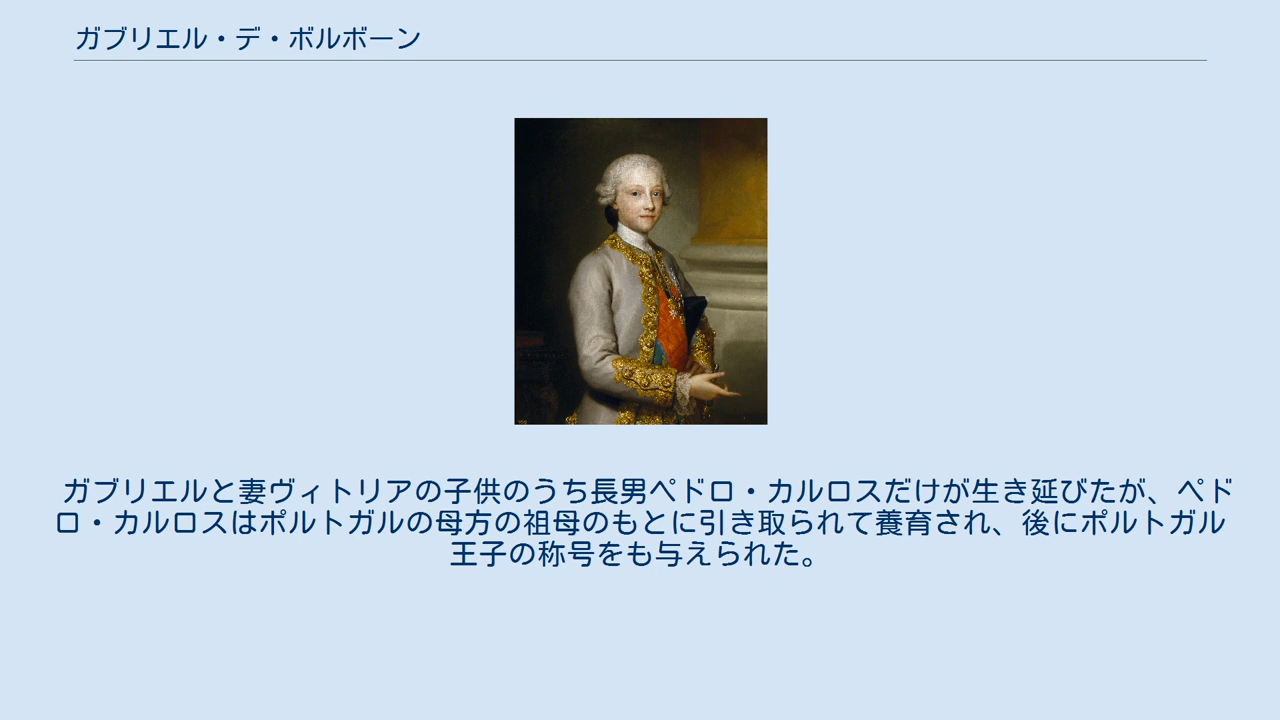 ガブリエル・デ・ボルボーン
ガブリエルと妻ヴィトリアの子供のうち長男ペドロ・カルロスだけが生き延びたが、ペド
ロ・カルロスはポルトガルの母方の祖母のもとに引き取られて養育され、後にポルトガル
王子の称号をも与えられた。